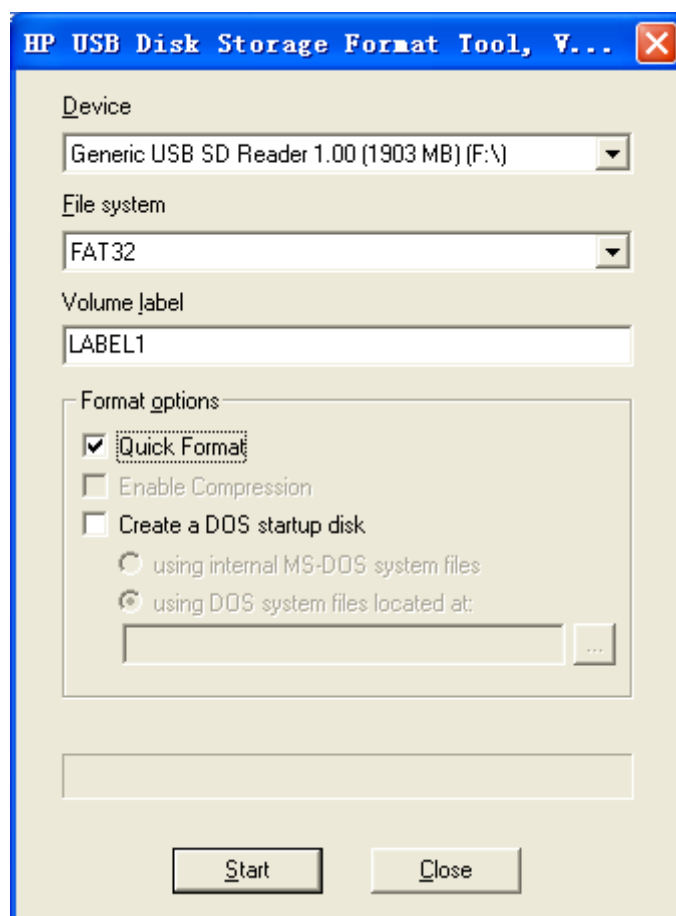 HP USB Disk Storage Format Tool, V...
Device
Generic USB SD Reader 1.00 (1903 MB) (F:\)
File system
FAT32
Volume label
LABEL1
Format options
Quick Format
Enable Compression
Create a DOS startup disk
using internal MS-DOS system files
using DOS system files located at:
...
Start Close